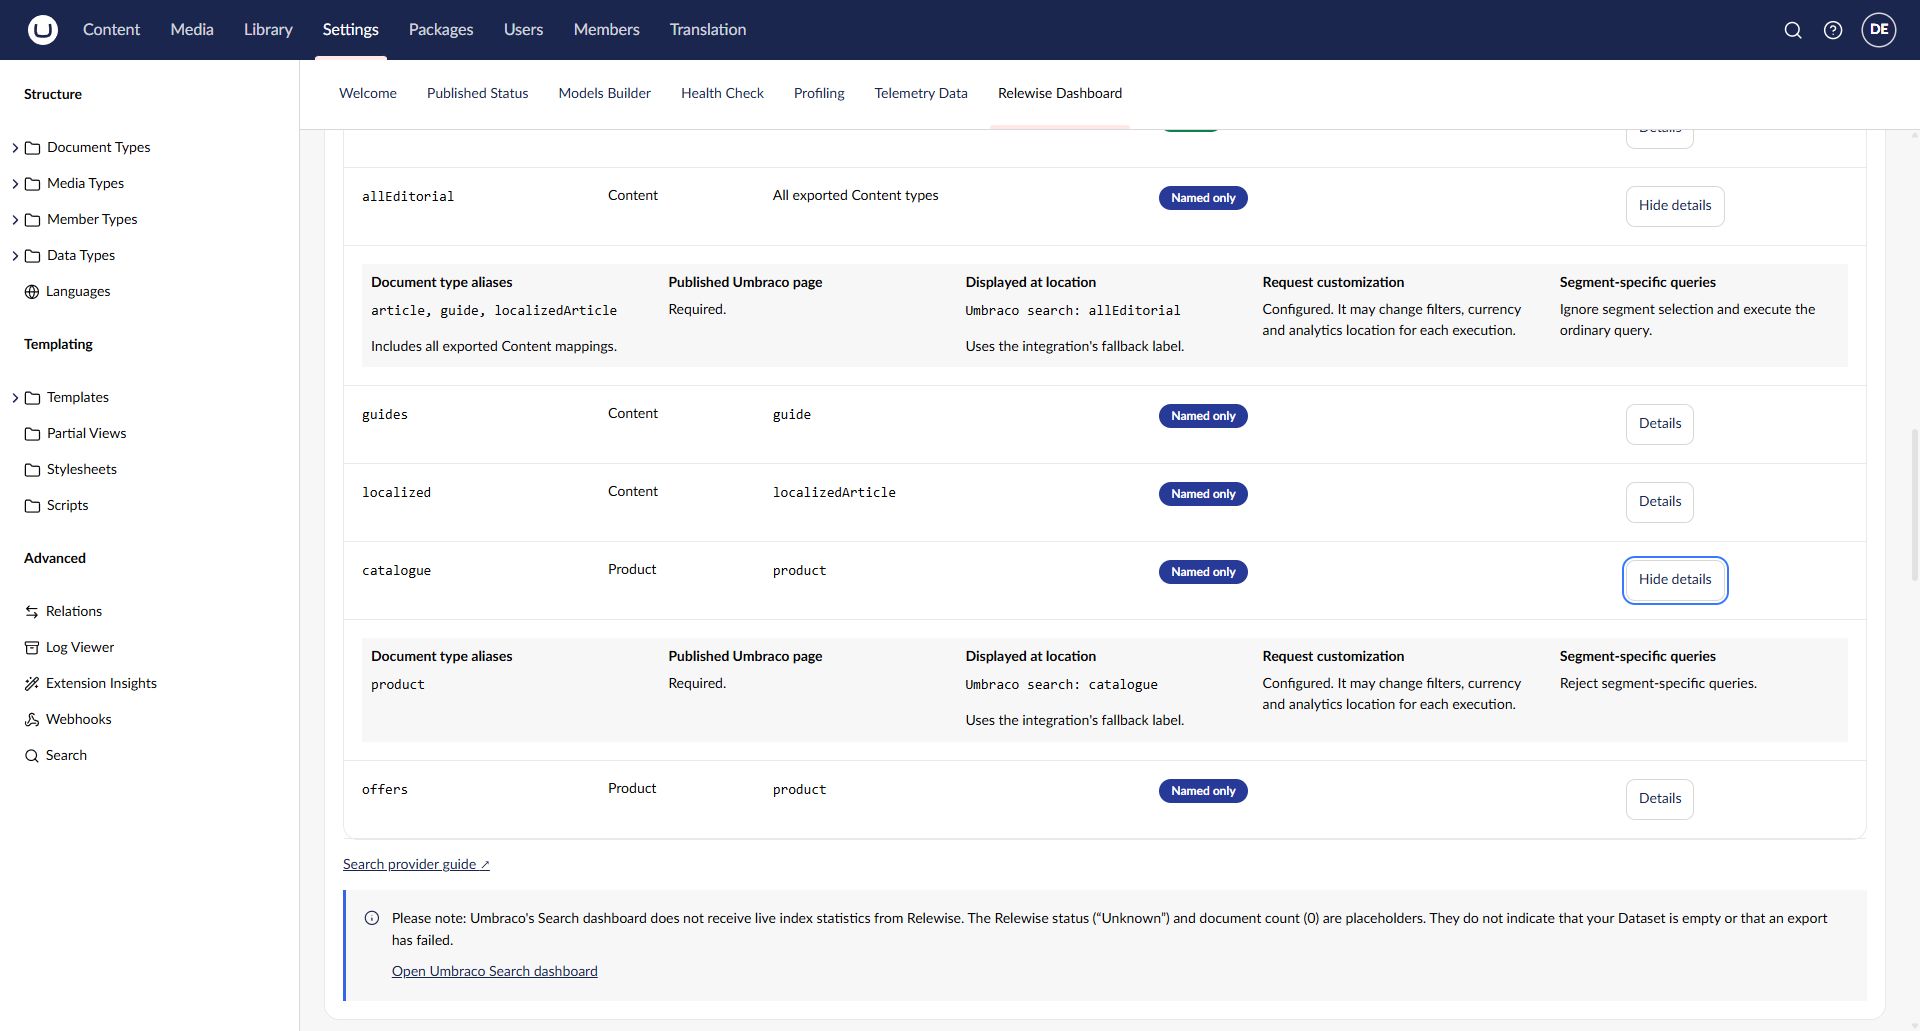 Content Media Library Settings Packages Users Members Translation DE
Structure
Document Types
Media Types
Member Types
Data Types
Languages
Templating
Templates
Partial Views
Stylesheets
Scripts
Advanced
Relations
Log Viewer
Extension Insights
Webhooks
Search
Welcome Published Status Models Builder Health Check Profiling Telemetry Data Relewise Dashboard
Details
allEditorial Content All exported Content types Named only Hide details
Document type aliases
article, guide, localizedArticle
Includes all exported Content mappings.
Published Umbraco page
Required.
Displayed at location
Umbraco search: allEditorial
Uses the integration's fallback label.
Request customization
Configured. It may change filters, currency
and analytics location for each execution.
Segment-specific queries
Ignore segment selection and execute the
ordinary query.
guides Content guide Named only Details
localized Content localizedArticle Named only Details
catalogue Product product Named only Hide details
Document type aliases
product
Published Umbraco page
Required.
Displayed at location
Umbraco search: catalogue
Uses the integration's fallback label.
Request customization
Configured. It may change filters, currency
and analytics location for each execution.
Segment-specific queries
Reject segment-specific queries.
offers Product product Named only Details
Search provider guide ↗
Please note: Umbraco's Search dashboard does not receive live index statistics from Relewise. The Relewise status (“Unknown”) and document count (0) are placeholders. They do not indicate that your Dataset is empty or that an export
has failed.
Open Umbraco Search dashboard